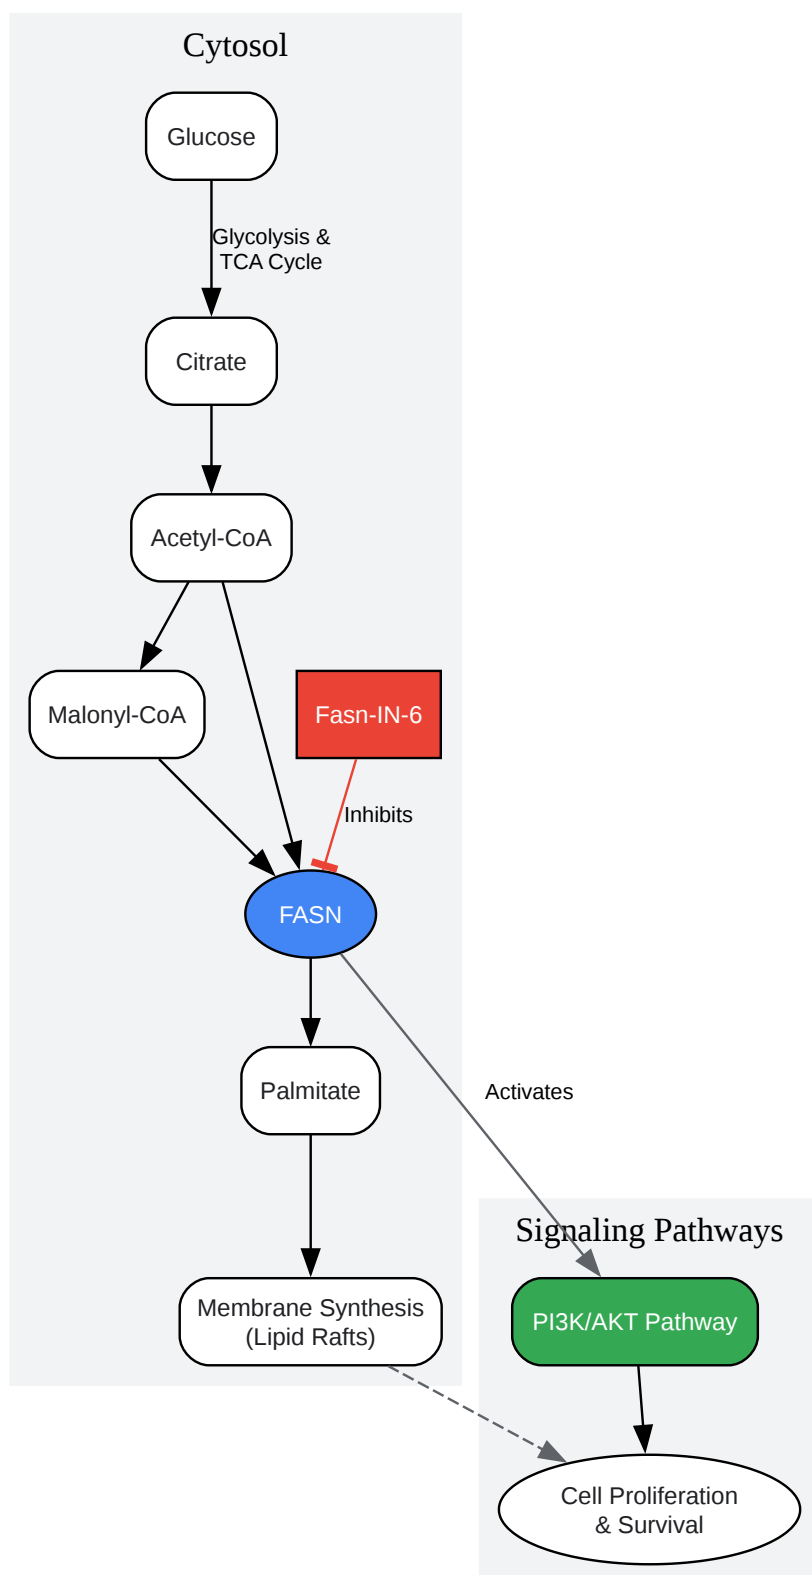 Cytosol
Glucose
Glycolysis &
TCA Cycle
Citrate
Acetyl-CoA
Malonyl-CoA
Fasn-IN-6
Inhibits
FASN
Palmitate
Activates
Signaling Pathways
Membrane Synthesis
(Lipid Rafts)
PI3K/AKT Pathway
Cell Proliferation
& Survival